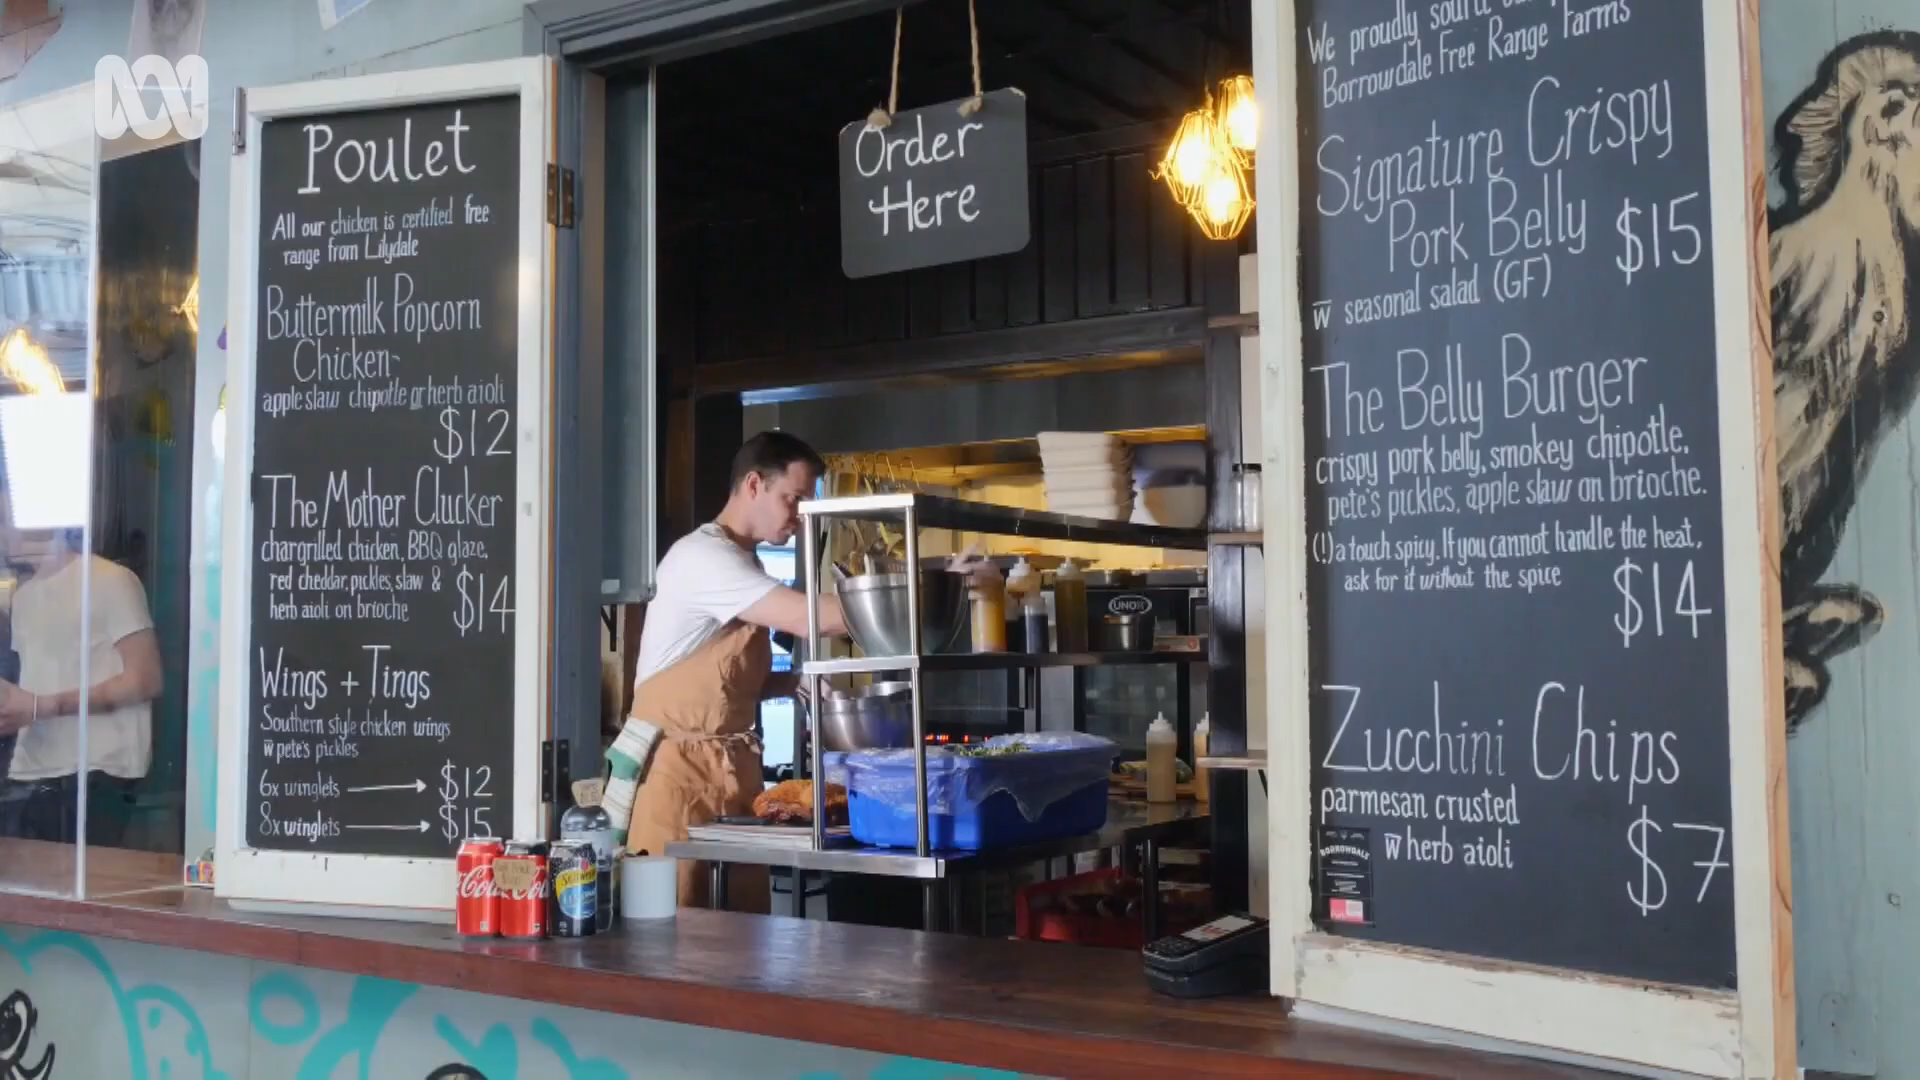 Poulet
All our chicken is certified free
range from Lilydale
Buttermilk Popcorn
Chicken-
apple slaw chipotle or herb aioli
$12
The Mother Clucker
chargrilled chicken, BBQ glaze,
red cheddar, pickles, slaw &
herb aioli on brioche
$14
Wings + Tings
Southern style chicken wings
w̅ pete's pickles
6x winglets → $12
8x winglets → $15
Order
Here
UNOX
Coca-Cola
We proudly
Borrowdale Free Range Farms
Signature Crispy
Pork Belly
$15
w̅ seasonal salad (GF)
The Belly Burger
crispy pork belly, smokey chipotle,
pete's pickles, apple slaw on brioche.
(!) a touch spicy. If you cannot handle the heat,
ask for it without the spice
$14
Zucchini Chips
parmesan crusted
w̅ herb aioli
$7
BORROWDALE